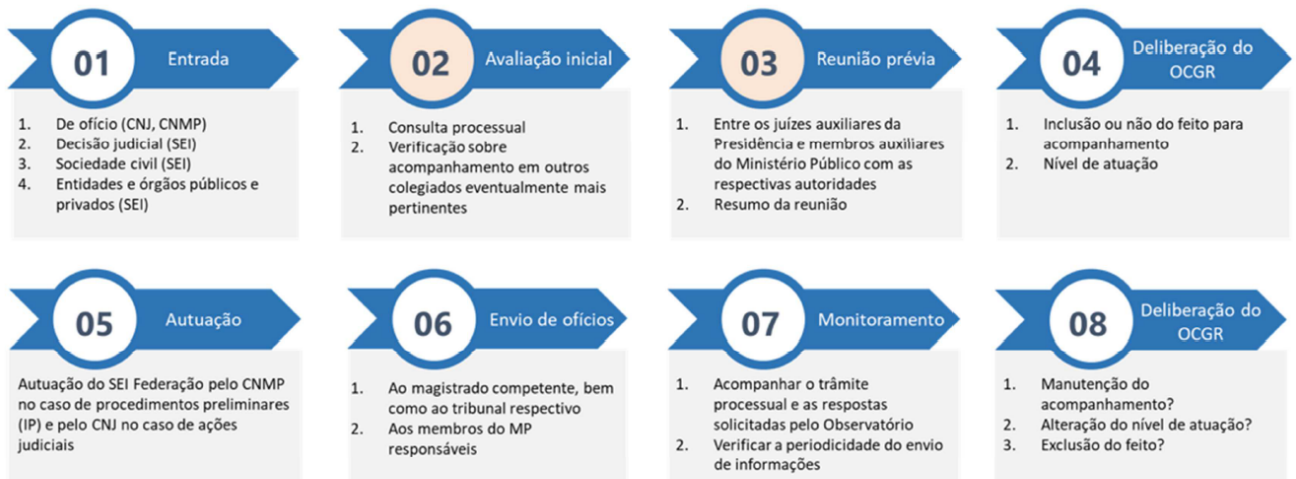 01
Entrada
1. De ofício (CNJ, CNMP)
2. Decisão judicial (SEI)
3. Sociedade civil (SEI)
4. Entidades e órgãos públicos e
privados (SEI)
02
Avaliação inicial
1. Consulta processual
2. Verificação sobre
acompanhamento em outros
colegiados eventualmente mais
pertinentes
03
Reunião prévia
1. Entre os juízes auxiliares da
Presidência e membros auxiliares
do Ministério Público com as
respectivas autoridades
2. Resumo da reunião
04
Deliberação do
OCGR
1. Inclusão ou não do feito para
acompanhamento
2. Nível de atuação
05
Autuação
Autuação do SEI Federação pelo CNMP
no caso de procedimentos preliminares
(IP) e pelo CNJ no caso de ações
judiciais
06
Envio de ofícios
1. Ao magistrado competente, bem
como ao tribunal respectivo
2. Aos membros do MP
responsáveis
07
Monitoramento
1. Acompanhar o trâmite
processual e as respostas
solicitadas pelo Observatório
2. Verificar a periodicidade do envio
de informações
08
Deliberação do
OCGR
1. Manutenção do
acompanhamento?
2. Alteração do nível de atuação?
3. Exclusão do feito?